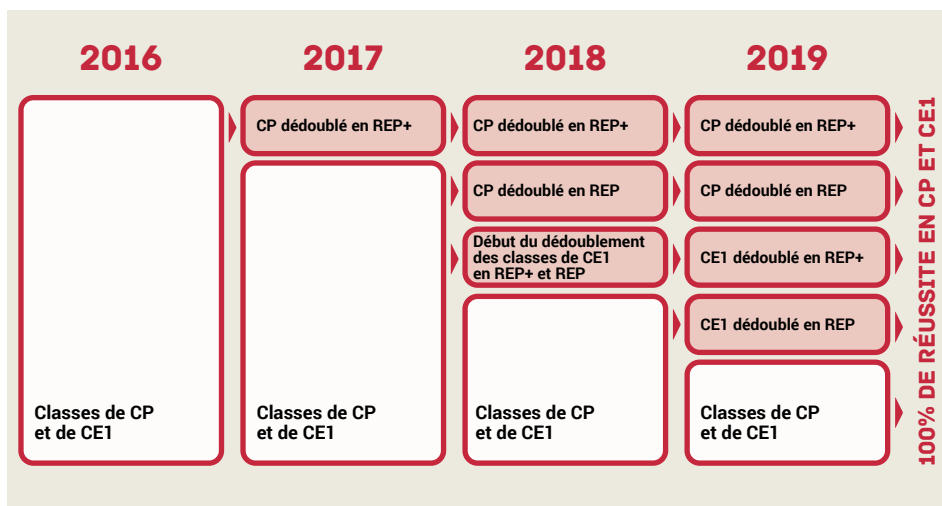 2016
2017
2018
2019
CP dédoublé en REP+
CP dédoublé en REP+
CP dédoublé en REP+
CP dédoublé en REP
CP dédoublé en REP
Début du dédoublement
des classes de CE1
en REP+ et REP
CE1 dédoublé en REP+
CE1 dédoublé en REP
Classes de CP
et de CE1
Classes de CP
et de CE1
Classes de CP
et de CE1
Classes de CP
et de CE1
100% DE RÉUSSITE EN CP ET CE1